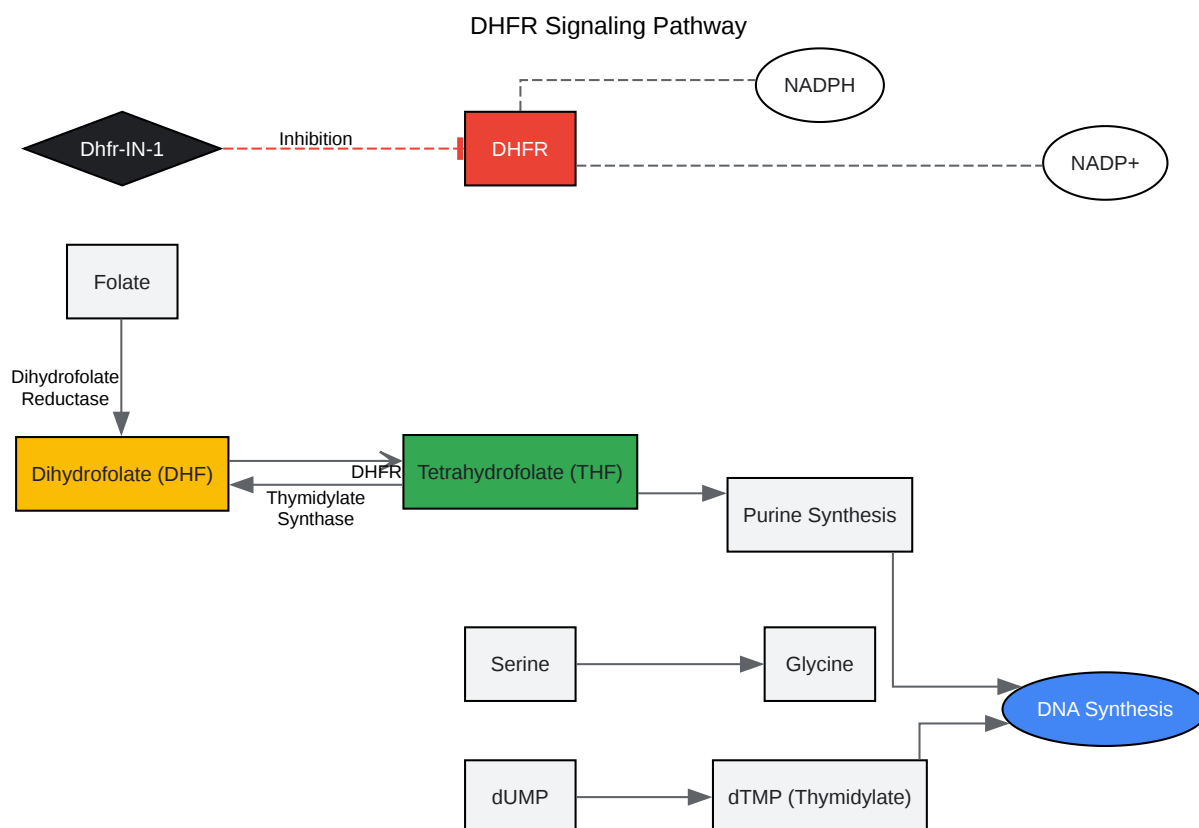 DHFR Signaling Pathway
NADPH
Dhfr-IN-1
Inhibition
DHFR
NADP+
Folate
Dihydrofolate
Reductase
Dihydrofolate (DHF)
DHFR
Tetrahydrofolate (THF)
Thymidylate
Synthase
Purine Synthesis
Serine
Glycine
DNA Synthesis
dUMP
dTMP (Thymidylate)